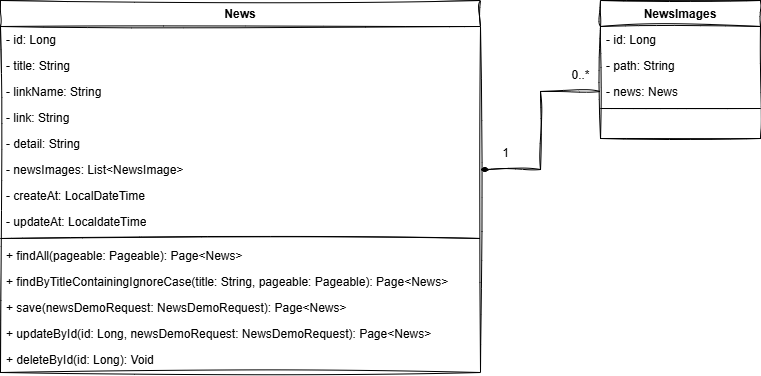 News
- id: Long
- title: String
- linkName: String
- link: String
- detail: String
- newsImages: List<NewsImage>
- createAt: LocalDateTime
- updateAt: LocaldateTime
+ findAll(pageable: Pageable): Page<News>
+ findByTitleContainingIgnoreCase(title: String, pageable: Pageable): Page<News>
+ save(newsDemoRequest: NewsDemoRequest): Page<News>
+ updateById(id: Long, newsDemoRequest: NewsDemoRequest): Page<News>
+ deleteById(id: Long): Void
1
0..*
NewsImages
- id: Long
- path: String
- news: News